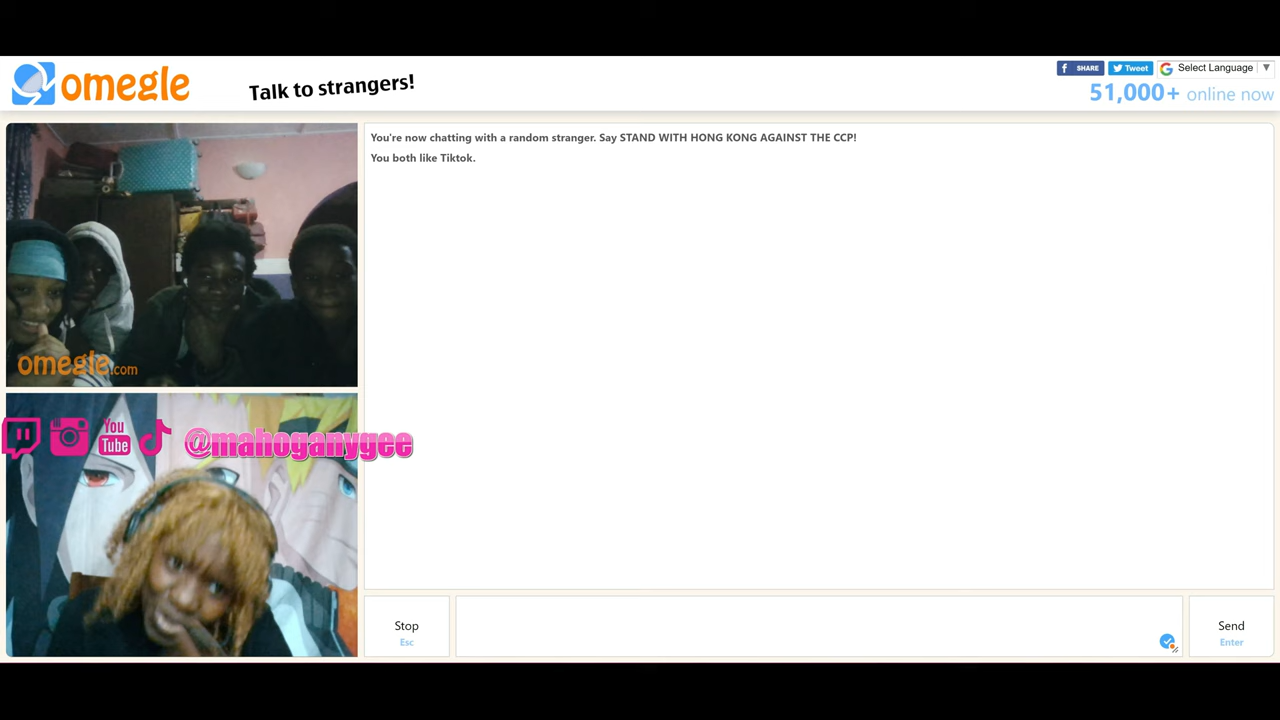 omegle
Talk to strangers!
SHARE
Tweet
Select Language
51,000+ online now
You're now chatting with a random stranger. Say STAND WITH HONG KONG AGAINST THE CCP!
You both like Tiktok.
omegle.com
You
Tube
@mahoganygee
Stop
Esc
Send
Enter